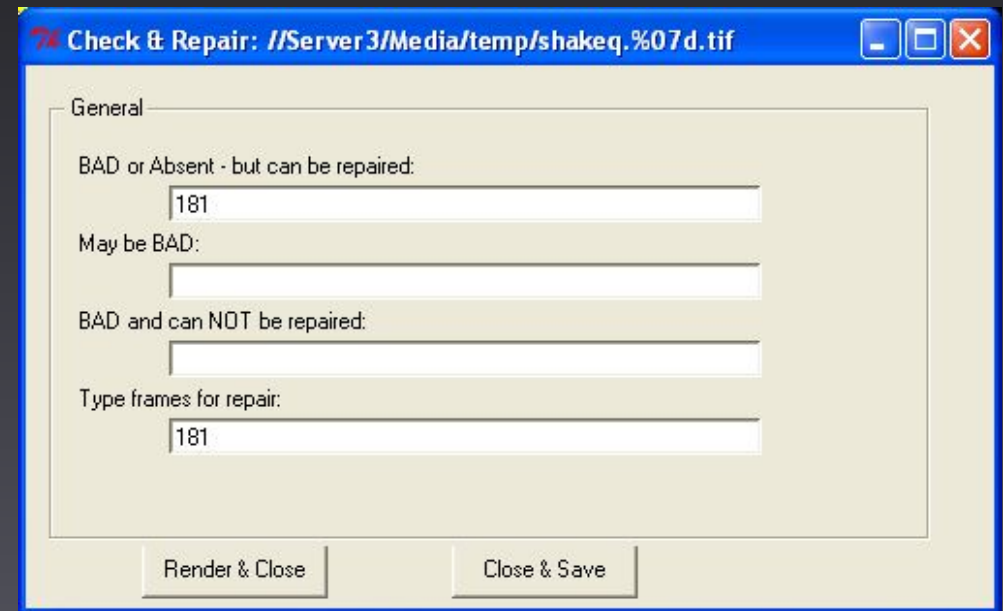 Check & Repair: //Server3/Media/temp/shakeq.%07d.tif
General
BAD or Absent - but can be repaired:
181
May be BAD:
BAD and can NOT be repaired:
Type frames for repair:
181
Render & Close
Close & Save